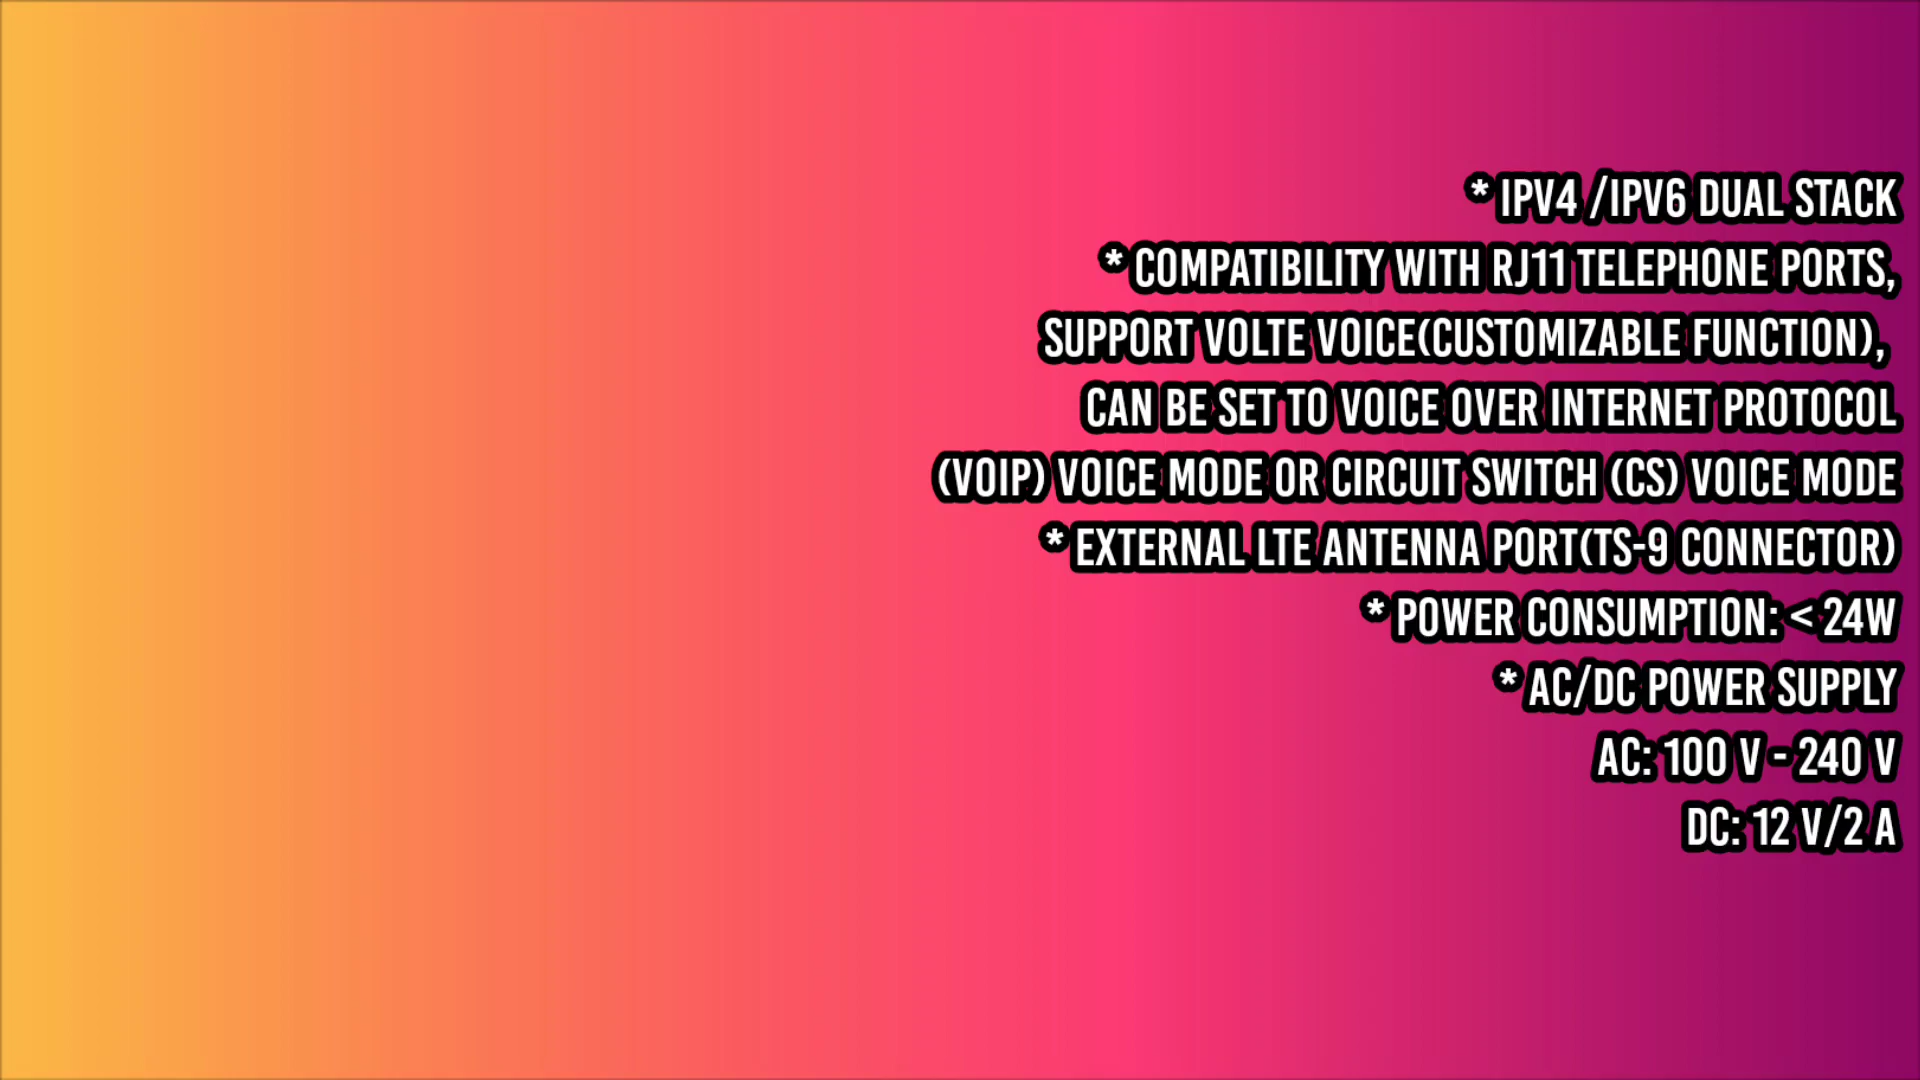 * IPV4 /IPV6 DUAL STACK
* COMPATIBILITY WITH RJ11 TELEPHONE PORTS,
SUPPORT VOLTE VOICE(CUSTOMIZABLE FUNCTION),
CAN BE SET TO VOICE OVER INTERNET PROTOCOL
(VOIP) VOICE MODE OR CIRCUIT SWITCH (CS) VOICE MODE
* EXTERNAL LTE ANTENNA PORT(TS-9 CONNECTOR)
* POWER CONSUMPTION: < 24W
* AC/DC POWER SUPPLY
AC: 100 V - 240 V
DC: 12 V/2 A